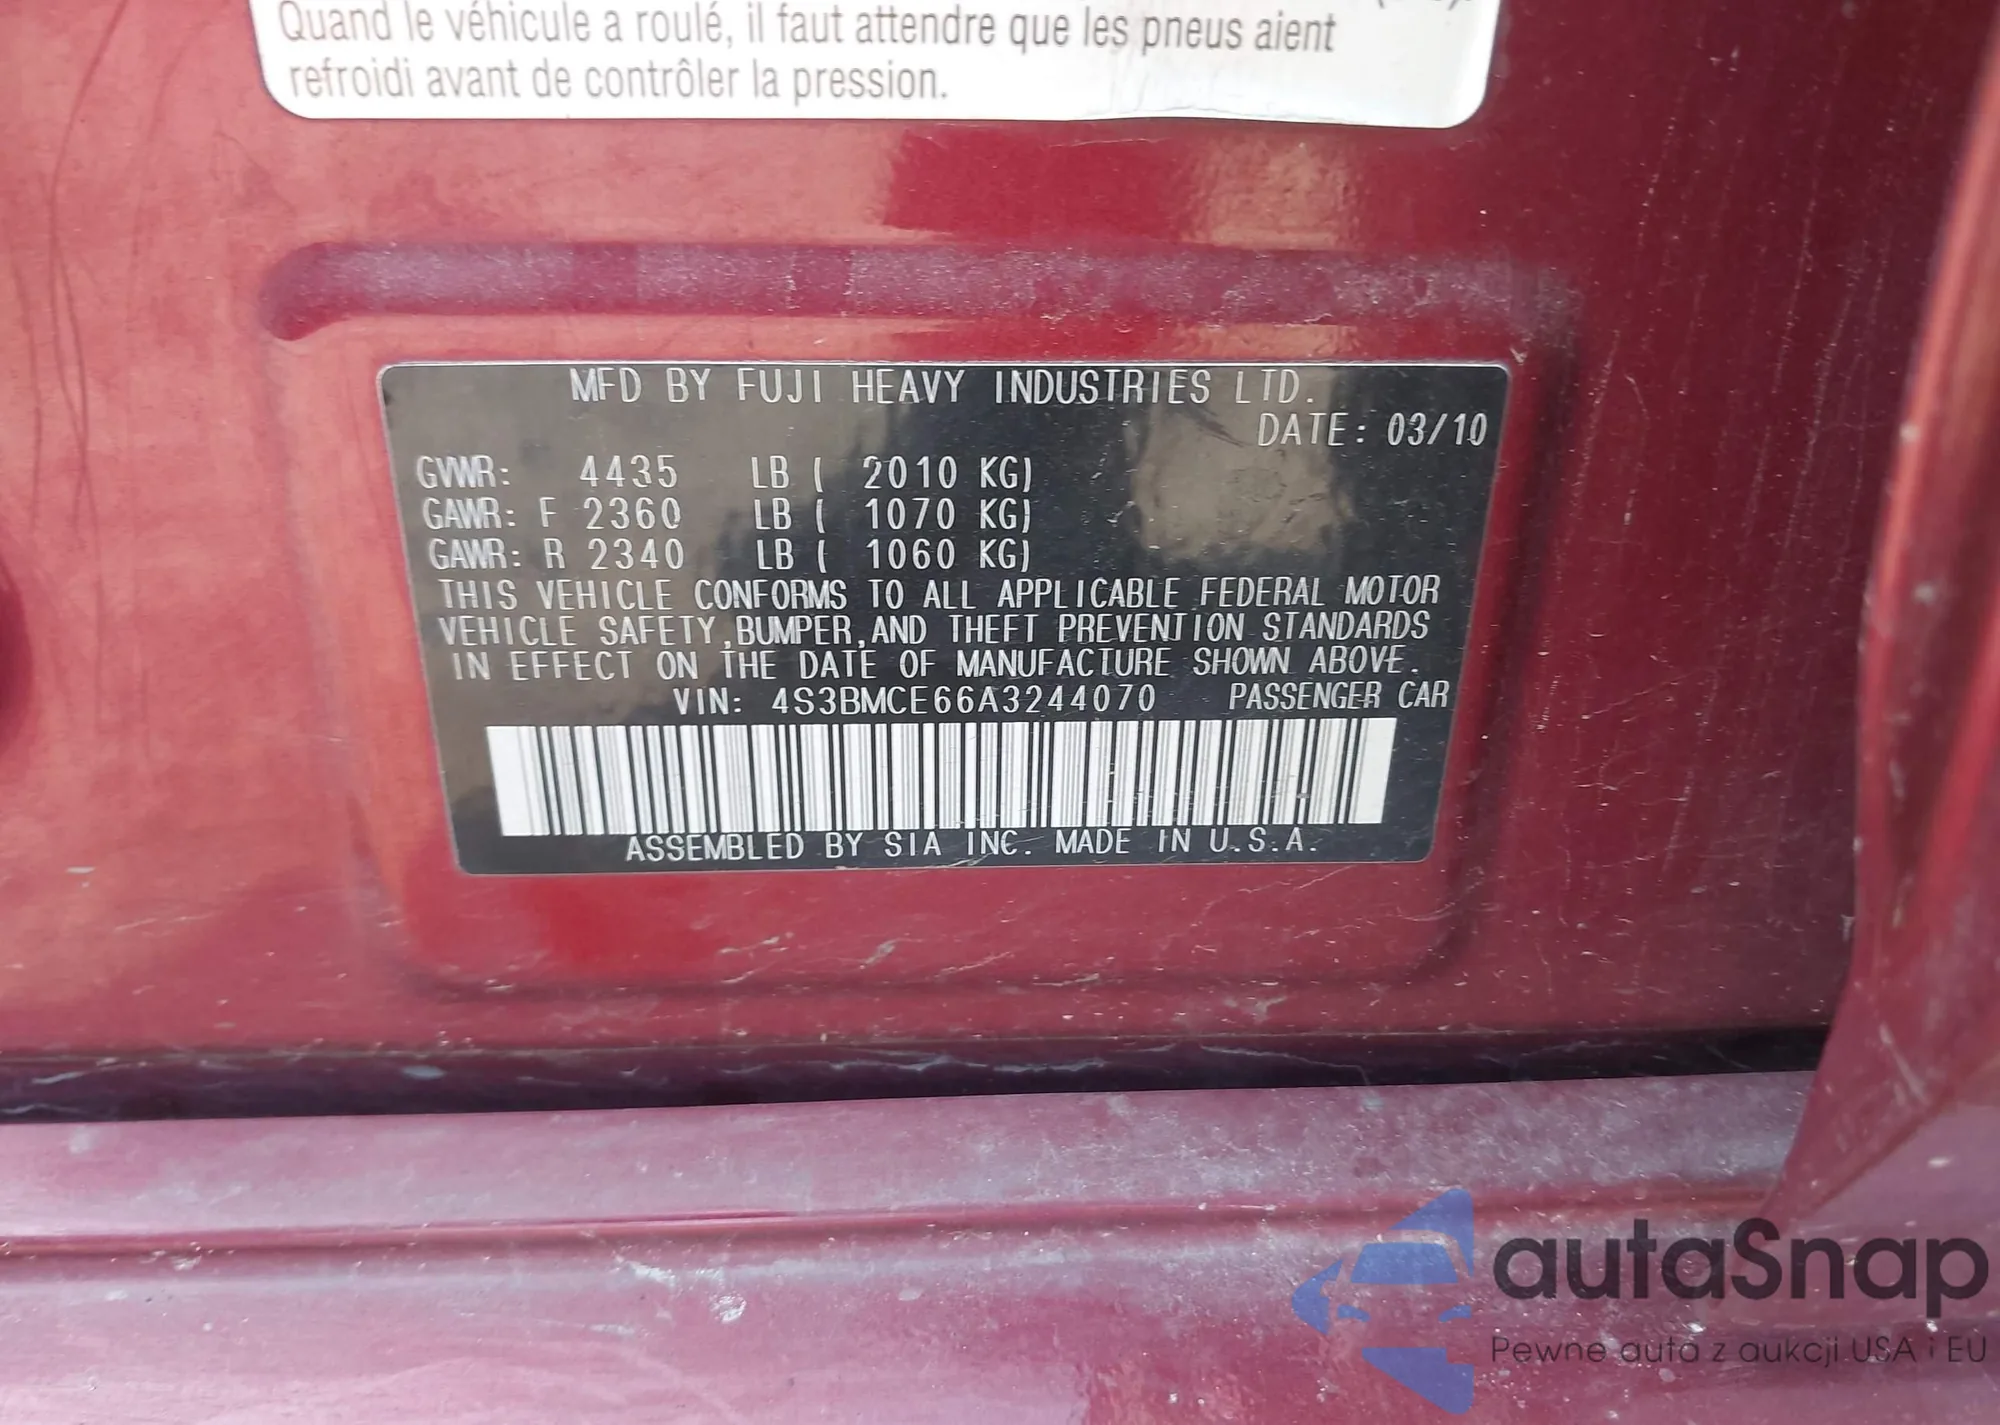 Quand le véhicule a roulé, il faut attendre que les pneus aient
refroidi avant de contrôler la pression.
MFD BY FUJI HEAVY INDUSTRIES LTD.
DATE: 03/10
GVWR: 4435 LB ( 2010 KG)
GAWR: F 2360 LB ( 1070 KG)
GAWR: R 2340 LB ( 1060 KG)
THIS VEHICLE CONFORMS TO ALL APPLICABLE FEDERAL MOTOR
VEHICLE SAFETY,BUMPER,AND THEFT PREVENTION STANDARDS
IN EFFECT ON THE DATE OF MANUFACTURE SHOWN ABOVE.
VIN: 4S3BMCE66A3244070 PASSENGER CAR
ASSEMBLED BY SIA INC. MADE IN U.S.A.
autaSnap
Pewne auta z aukcji USA i EU